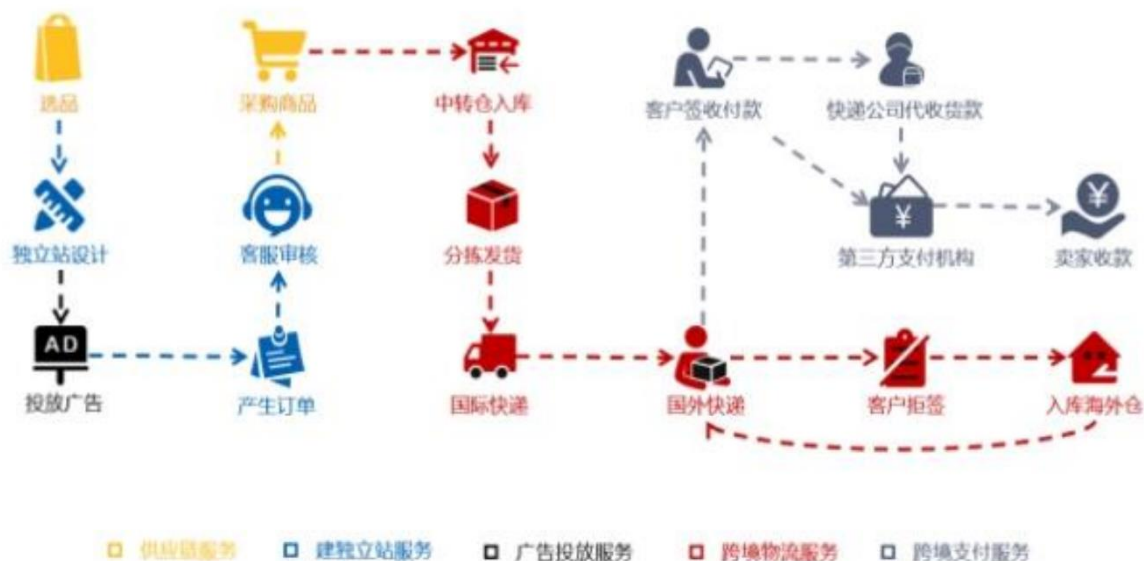 选品
采购商品
中转仓入库
客户签收付款
快递公司代收货款
独立站设计
客服审核
分拣发货
¥
第三方支付机构
¥
卖家收款
AD
投放广告
产生订单
国际快递
国外快递
客户拒签
入库海外仓
供应链服务
建独立站服务
广告投放服务
跨境物流服务
跨境支付服务